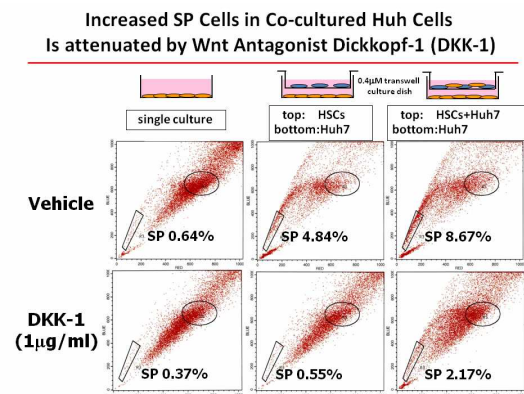 Increased SP Cells in Co-cultured Huh Cells
Is attenuated by Wnt Antagonist Dickkopf-1 (DKK-1)
0.4μM transwell
culture dish
single culture
top: HSCs
bottom:Huh7
top: HSCs+Huh7
bottom:Huh7
Vehicle
SP 0.64%
SP 4.84%
SP 8.67%
DKK-1
(1μg/ml)
SP 0.37%
SP 0.55%
SP 2.17%